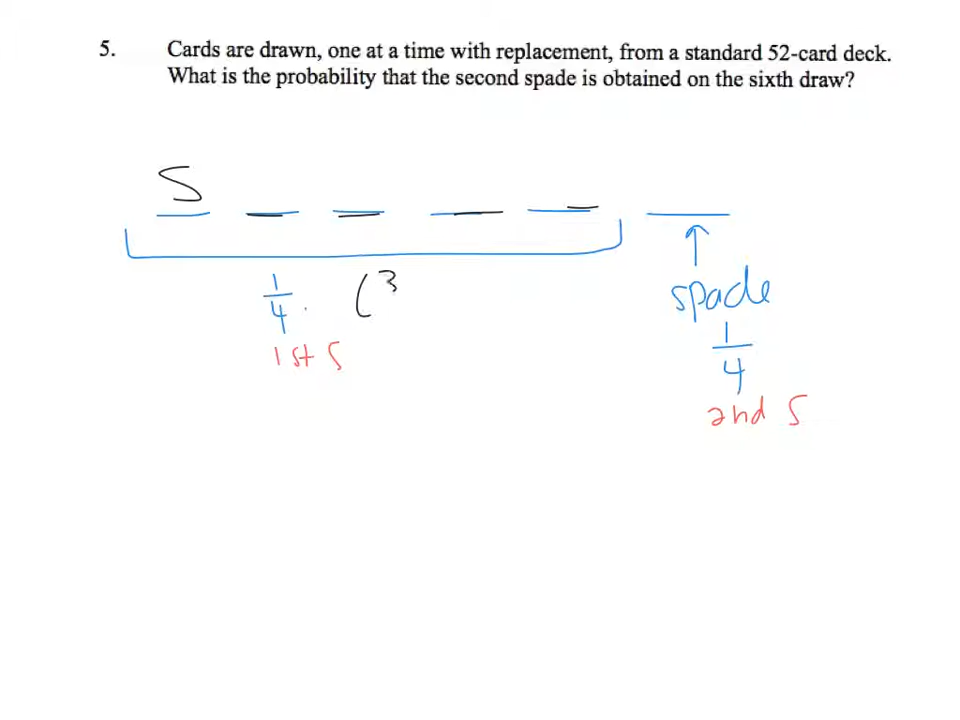 5. Cards are drawn, one at a time with replacement, from a standard 52-card deck.
What is the probability that the second spade is obtained on the sixth draw?
S
1/4 . (3
spade
1st S
1/4
2nd S